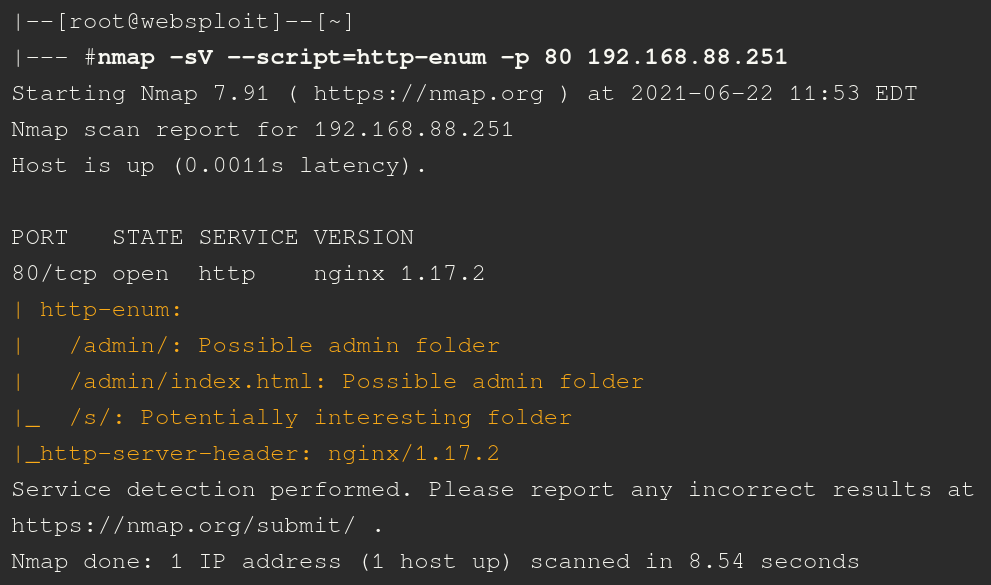 |--[root@websploit]--[~]
|--- #nmap -sV --script=http-enum -p 80 192.168.88.251
Starting Nmap 7.91 ( https://nmap.org ) at 2021-06-22 11:53 EDT
Nmap scan report for 192.168.88.251
Host is up (0.0011s latency).
PORT   STATE SERVICE VERSION
80/tcp open  http    nginx 1.17.2
| http-enum:
|   /admin/: Possible admin folder
|   /admin/index.html: Possible admin folder
|_  /s/: Potentially interesting folder
|_http-server-header: nginx/1.17.2
Service detection performed. Please report any incorrect results at
https://nmap.org/submit/ .
Nmap done: 1 IP address (1 host up) scanned in 8.54 seconds